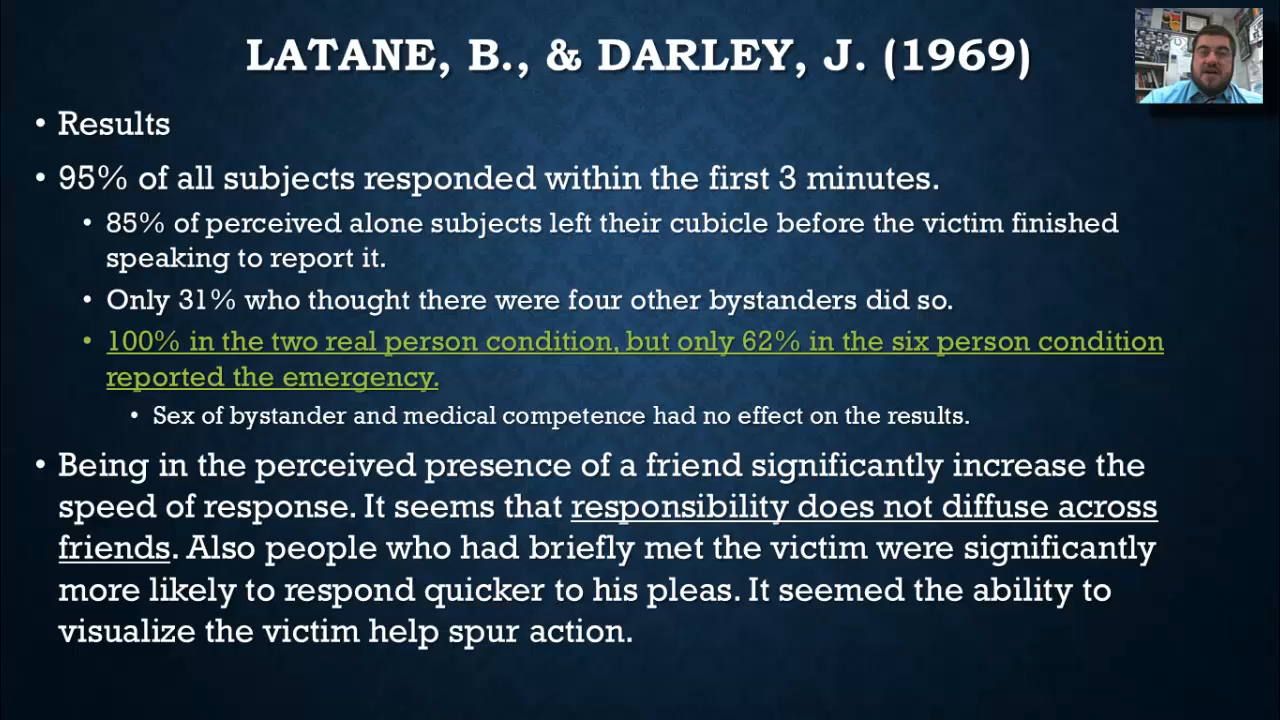 LATANE, B., & DARLEY, J. (1969)
• Results
• 95% of all subjects responded within the first 3 minutes.
• 85% of perceived alone subjects left their cubicle before the victim finished
speaking to report it.
• Only 31% who thought there were four other bystanders did so.
• 100% in the two real person condition, but only 62% in the six person condition
reported the emergency.
• Sex of bystander and medical competence had no effect on the results.
• Being in the perceived presence of a friend significantly increase the
speed of response. It seems that responsibility does not diffuse across
friends. Also people who had briefly met the victim were significantly
more likely to respond quicker to his pleas. It seemed the ability to
visualize the victim help spur action.